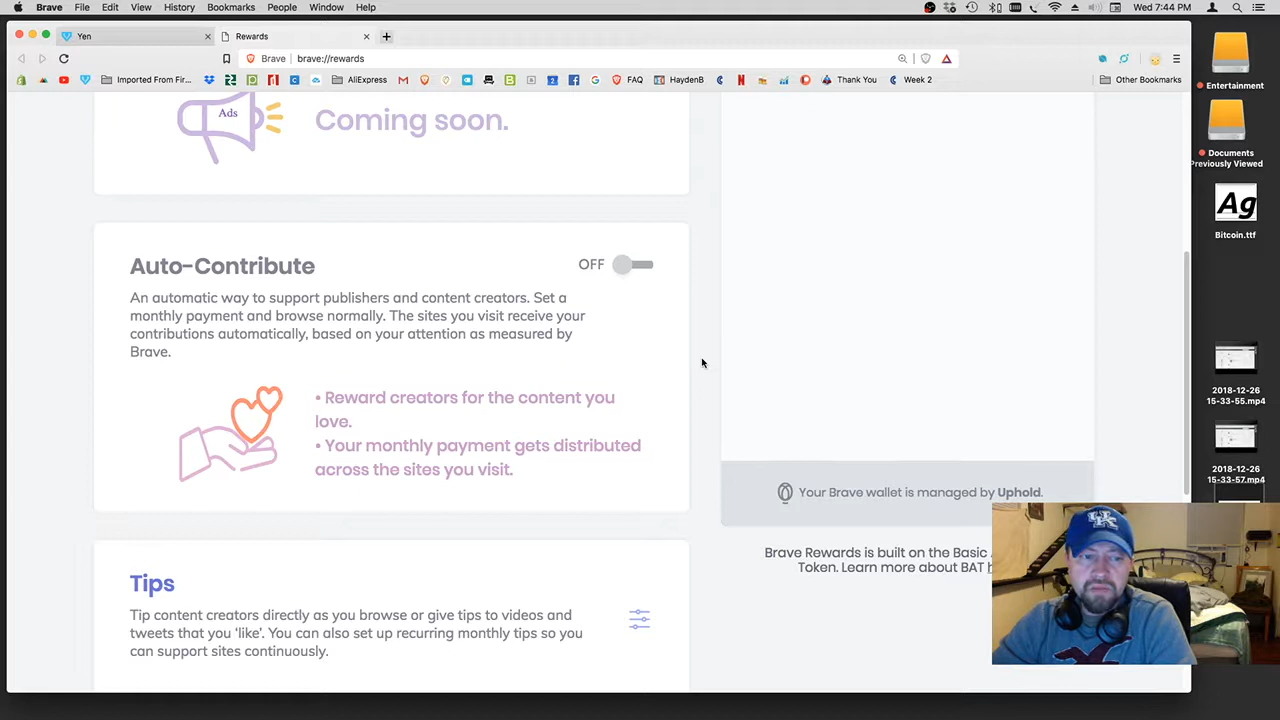 Brave File Edit View History Bookmarks People Window Help Wed 7:44 PM
Yen Rewards
Brave brave://rewards
Imported From Fir... AliExpress FAQ HaydenB Thank You Week 2 Other Bookmarks
Ads
Coming soon.
Auto-Contribute OFF
An automatic way to support publishers and content creators. Set a
monthly payment and browse normally. The sites you visit receive your
contributions automatically, based on your attention as measured by
Brave.
• Reward creators for the content you
love.
• Your monthly payment gets distributed
across the sites you visit.
Tips
Tip content creators directly as you browse or give tips to videos and
tweets that you ‘like’. You can also set up recurring monthly tips so you
can support sites continuously.
Your Brave wallet is managed by Uphold.
Brave Rewards is built on the Basic
Token. Learn more about BAT
Entertainment
Documents
Previously Viewed
Ag
Bitcoin.ttf
2018-12-26
15-33-55.mp4
2018-12-26
15-33-57.mp4
UK